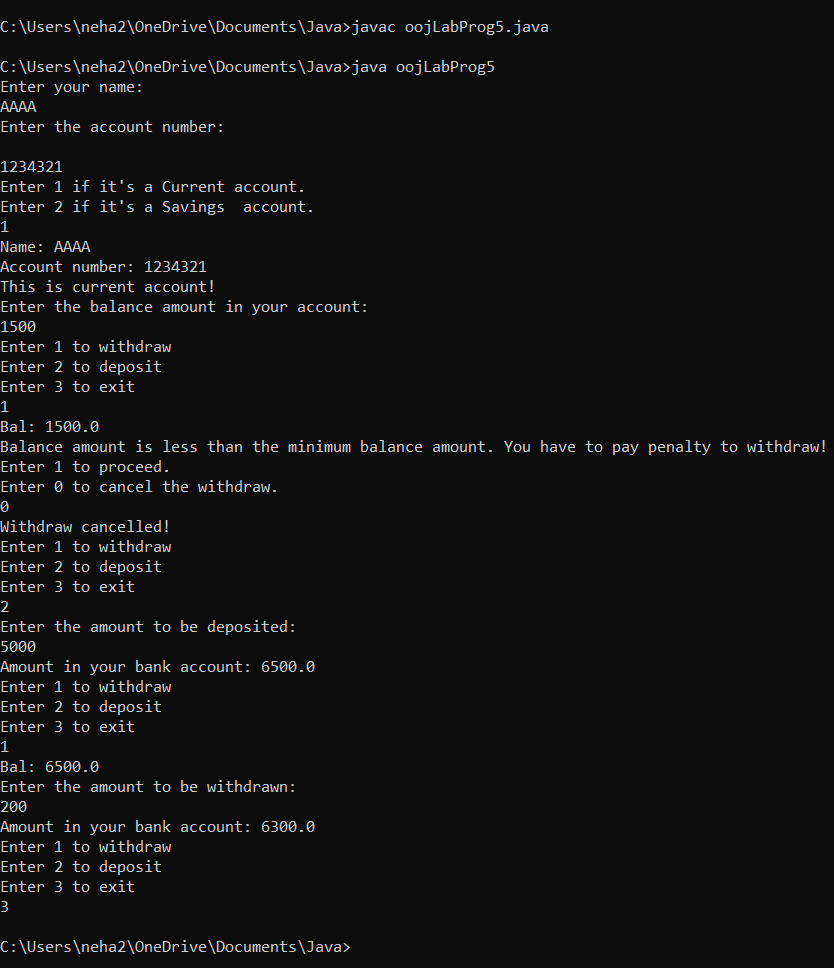 C:\Users\neha2\OneDrive\Documents\Java>javac oojLabProg5.java
C:\Users\neha2\OneDrive\Documents\Java>java oojLabProg5
Enter your name:
AAAA
Enter the account number:
1234321
Enter 1 if it's a Current account.
Enter 2 if it's a Savings  account.
1
Name: AAAA
Account number: 1234321
This is current account!
Enter the balance amount in your account:
1500
Enter 1 to withdraw
Enter 2 to deposit
Enter 3 to exit
1
Bal: 1500.0
Balance amount is less than the minimum balance amount. You have to pay penalty to withdraw!
Enter 1 to proceed.
Enter 0 to cancel the withdraw.
0
Withdraw cancelled!
Enter 1 to withdraw
Enter 2 to deposit
Enter 3 to exit
2
Enter the amount to be deposited:
5000
Amount in your bank account: 6500.0
Enter 1 to withdraw
Enter 2 to deposit
Enter 3 to exit
1
Bal: 6500.0
Enter the amount to be withdrawn:
200
Amount in your bank account: 6300.0
Enter 1 to withdraw
Enter 2 to deposit
Enter 3 to exit
3
C:\Users\neha2\OneDrive\Documents\Java>